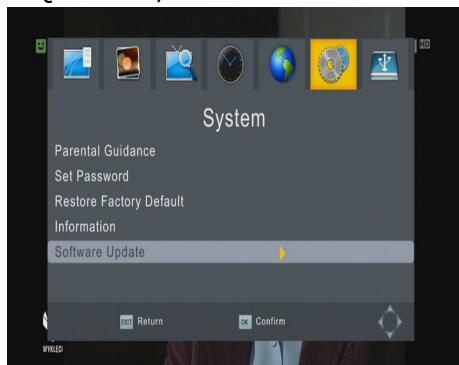 HD
System
Parental Guidance
Set Password
Restore Factory Default
Information
Software Update
EXIT Return
OK Confirm
WYKLĘCI